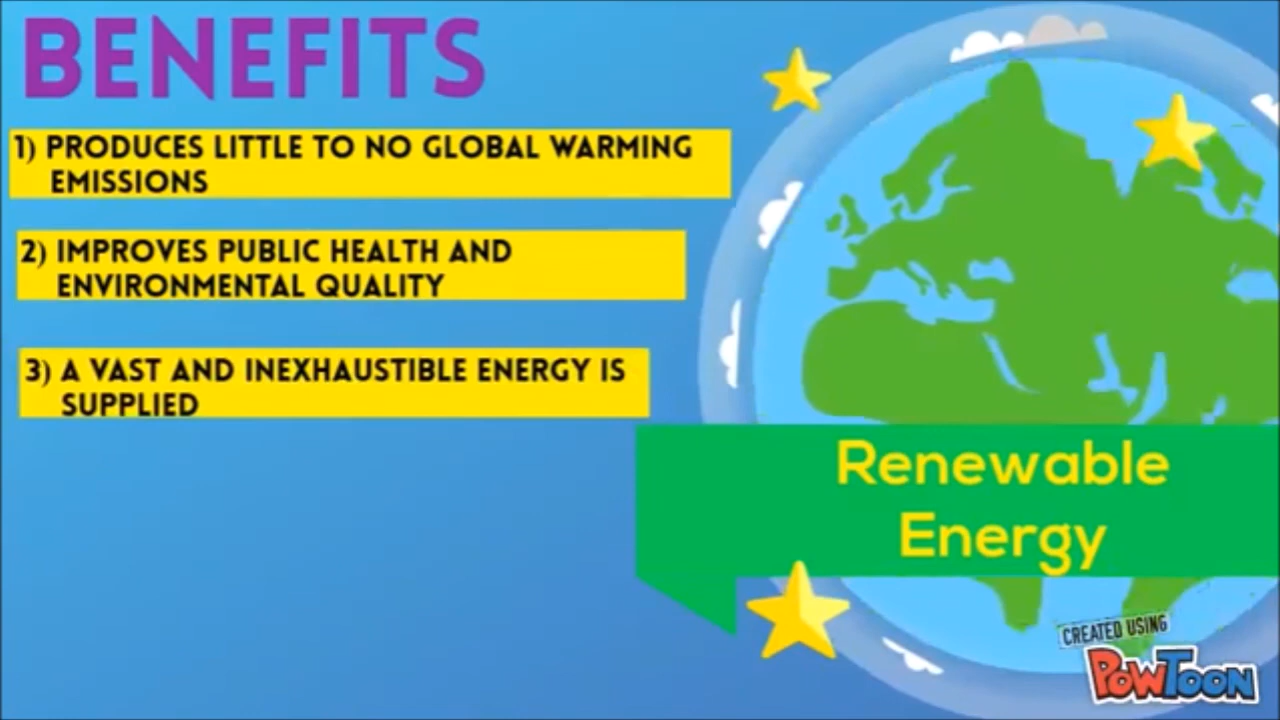 BENEFITS
1) PRODUCES LITTLE TO NO GLOBAL WARMING
EMISSIONS
2) IMPROVES PUBLIC HEALTH AND
ENVIRONMENTAL QUALITY
3) A VAST AND INEXHAUSTIBLE ENERGY IS
SUPPLIED
Renewable
Energy
CREATED USING
POWTOON